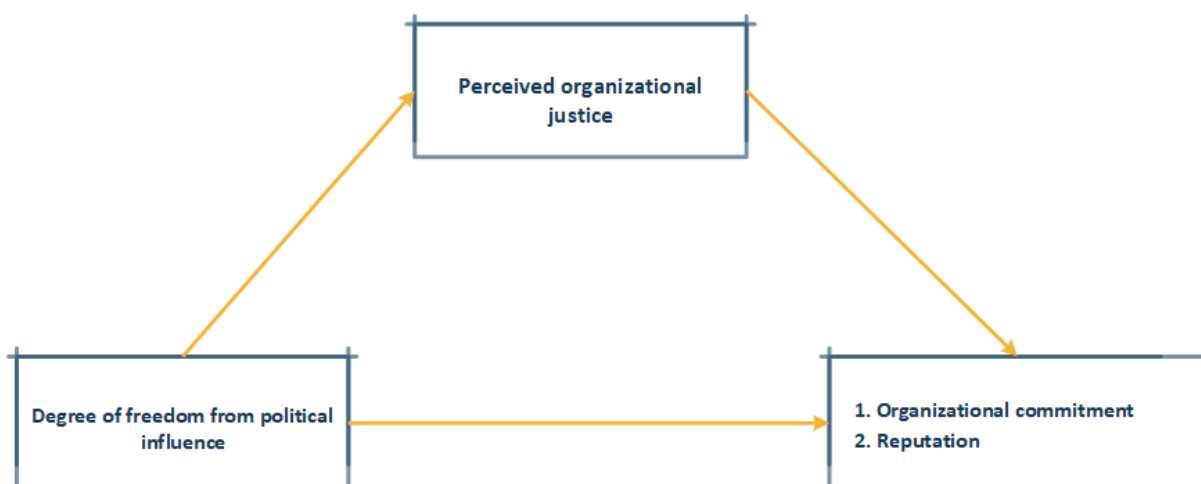 Perceived organizational
justice
Degree of freedom from political
influence
1. Organizational commitment
2. Reputation